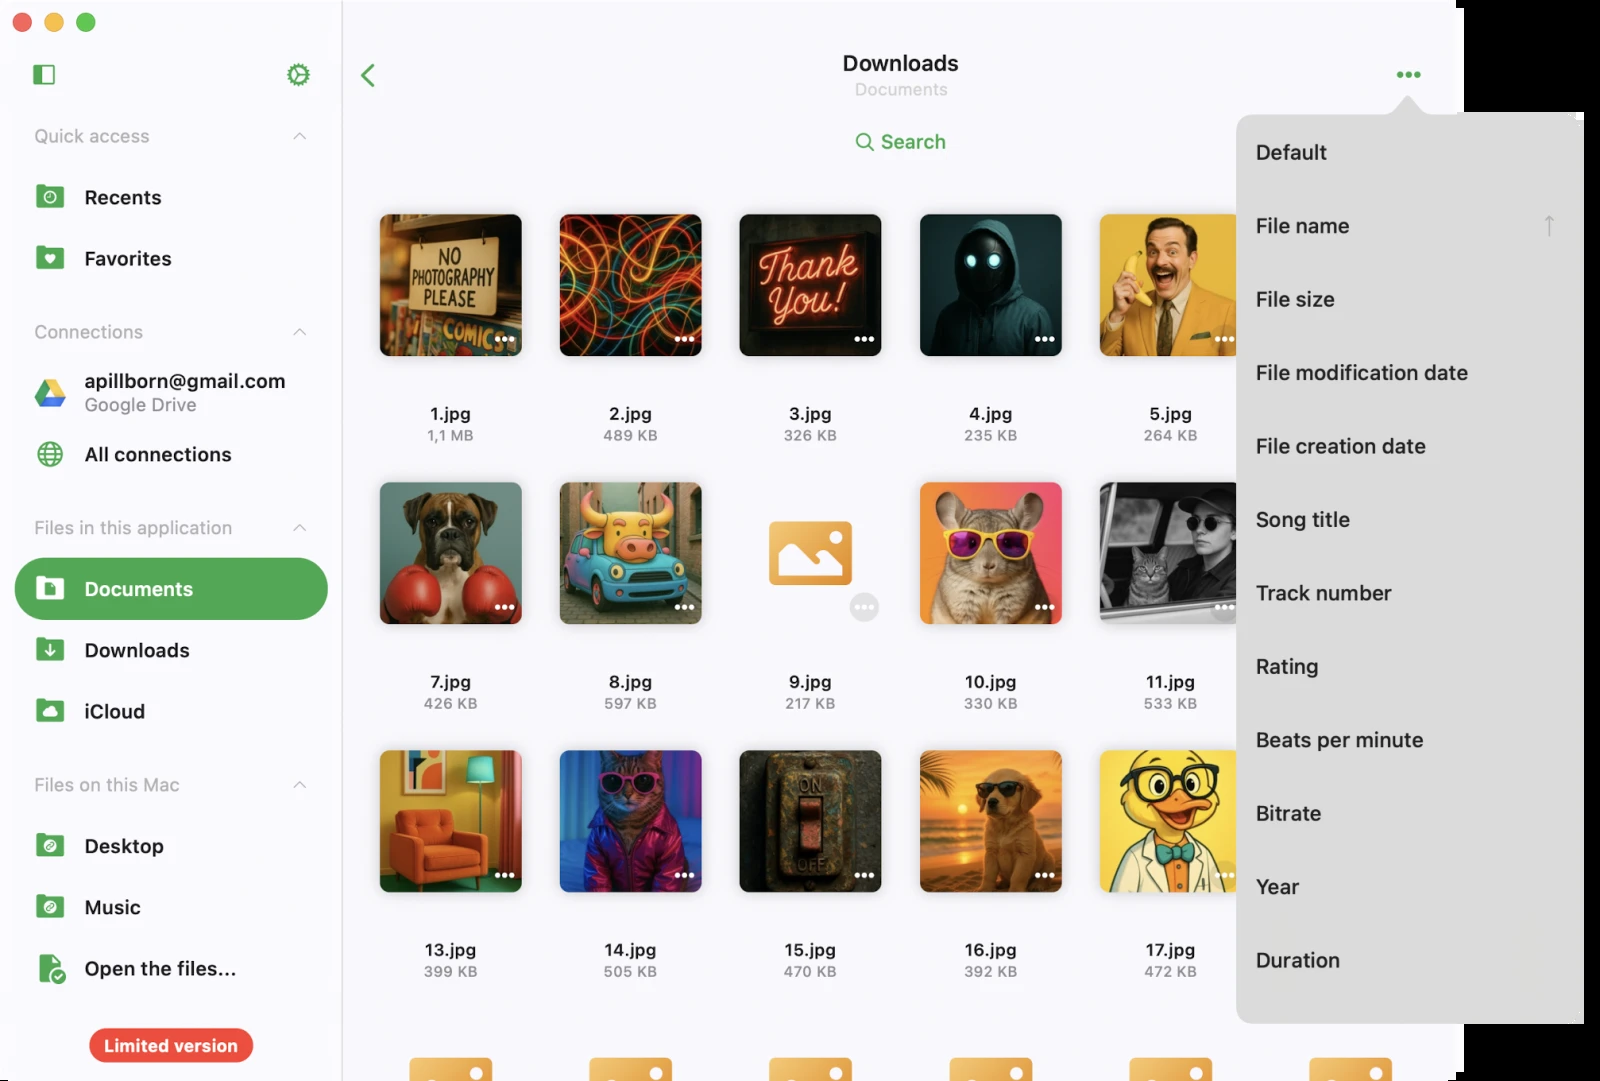 Downloads
Documents
Search
Quick access
Recents
Favorites
Connections
apillborn@gmail.com
Google Drive
All connections
Files in this application
Documents
Downloads
iCloud
Files on this Mac
Desktop
Music
Open the files...
Limited version
NO
PHOTOGRAPHY
PLEASE
COMICS
Thank
You!
1.jpg
1,1 MB
2.jpg
489 KB
3.jpg
326 KB
4.jpg
235 KB
5.jpg
264 KB
7.jpg
426 KB
8.jpg
597 KB
9.jpg
217 KB
10.jpg
330 KB
11.jpg
533 KB
ON
OFF
13.jpg
399 KB
14.jpg
505 KB
15.jpg
470 KB
16.jpg
392 KB
17.jpg
472 KB
Default
File name
File size
File modification date
File creation date
Song title
Track number
Rating
Beats per minute
Bitrate
Year
Duration